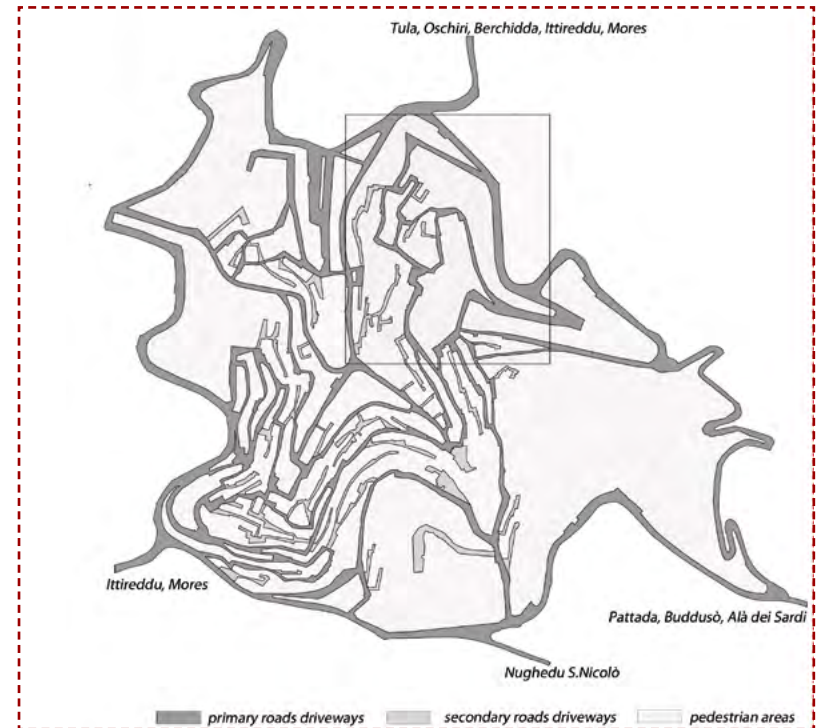 Tula, Oschiri, Berchidda, Ittireddu, Mores
Ittireddu, Mores
Pattada, Buddusò, Alà dei Sardi
Nughedu S.Nicolò
primary roads driveways
secondary roads driveways
pedestrian areas